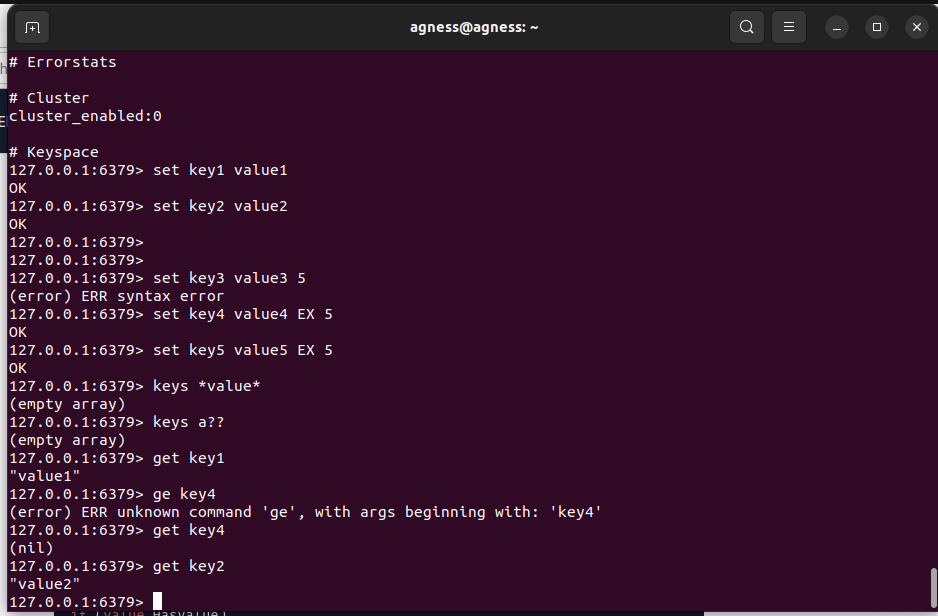 agness@agness: ~
# Errorstats
# Cluster
cluster_enabled:0
# Keyspace
127.0.0.1:6379> set key1 value1
OK
127.0.0.1:6379> set key2 value2
OK
127.0.0.1:6379>
127.0.0.1:6379>
127.0.0.1:6379> set key3 value3 5
(error) ERR syntax error
127.0.0.1:6379> set key4 value4 EX 5
OK
127.0.0.1:6379> set key5 value5 EX 5
OK
127.0.0.1:6379> keys *value*
(empty array)
127.0.0.1:6379> keys a??
(empty array)
127.0.0.1:6379> get key1
"value1"
127.0.0.1:6379> ge key4
(error) ERR unknown command 'ge', with args beginning with: 'key4'
127.0.0.1:6379> get key4
(nil)
127.0.0.1:6379> get key2
"value2"
127.0.0.1:6379>